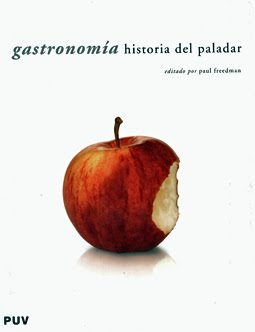 gastronomía historia del paladar
editado por paul freedman
PUV